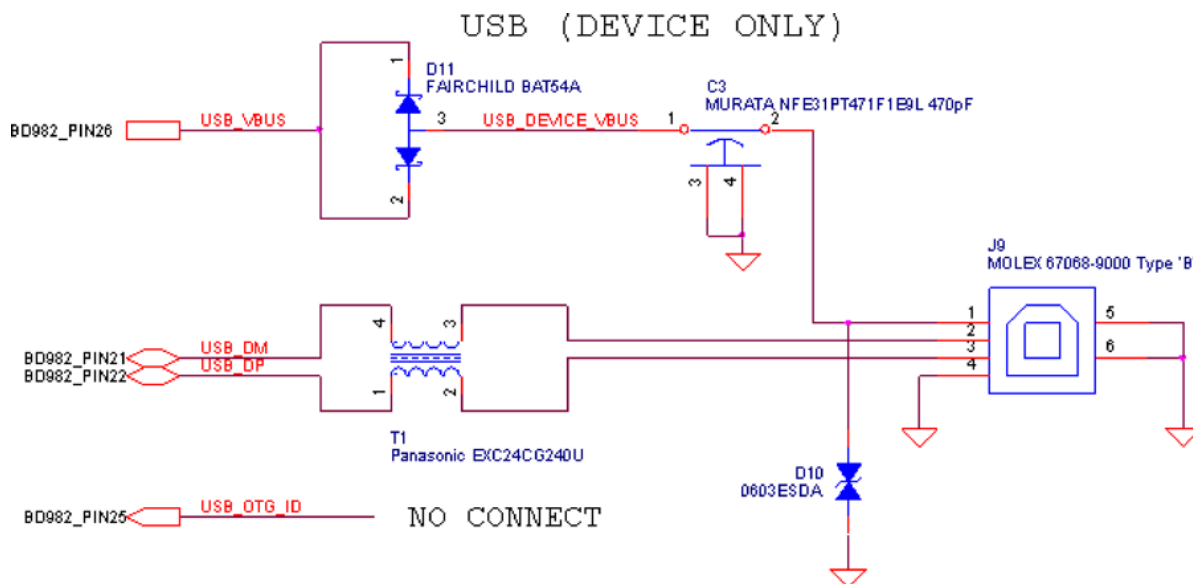 USB (DEVICE ONLY)
1
D11
FAIRCHILD BAT54A
C3
MURATA NFE31PT471F1E9L 470pF
BD982_PIN26
USB_VBUS
3
USB_DEVICE_VBUS
1
2
3
4
2
J9
MOLEX 67068-9000 Type 'B'
4
3
1
5
2
BD982_PIN21
USB_DM
3
6
BD982_PIN22
USB_DP
4
1
2
T1
Panasonic EXC24CG240U
D10
0603ESDA
BD982_PIN25
USB_OTG_ID
NO CONNECT